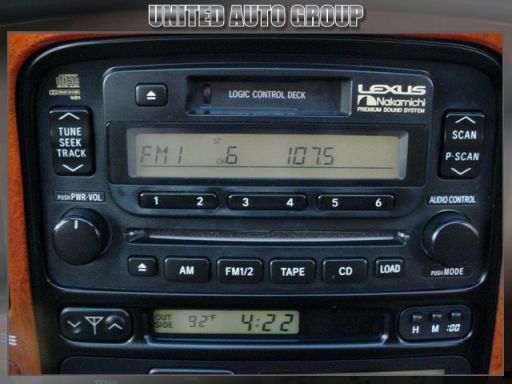 UNITED AUTO GROUP
LOGIC CONTROL DECK
LEXUS
Nakamichi
PREMIUM SOUND SYSTEM
TUNE
SEEK
TRACK
SCAN
P·SCAN
FM1 ST CH 6 107.5
PUSH PWR·VOL
1 2 3 4 5 6
AUDIO CONTROL
PUSH MODE
AM FM1/2 TAPE CD LOAD
OUT SIDE 92°F 4:22
H M :00